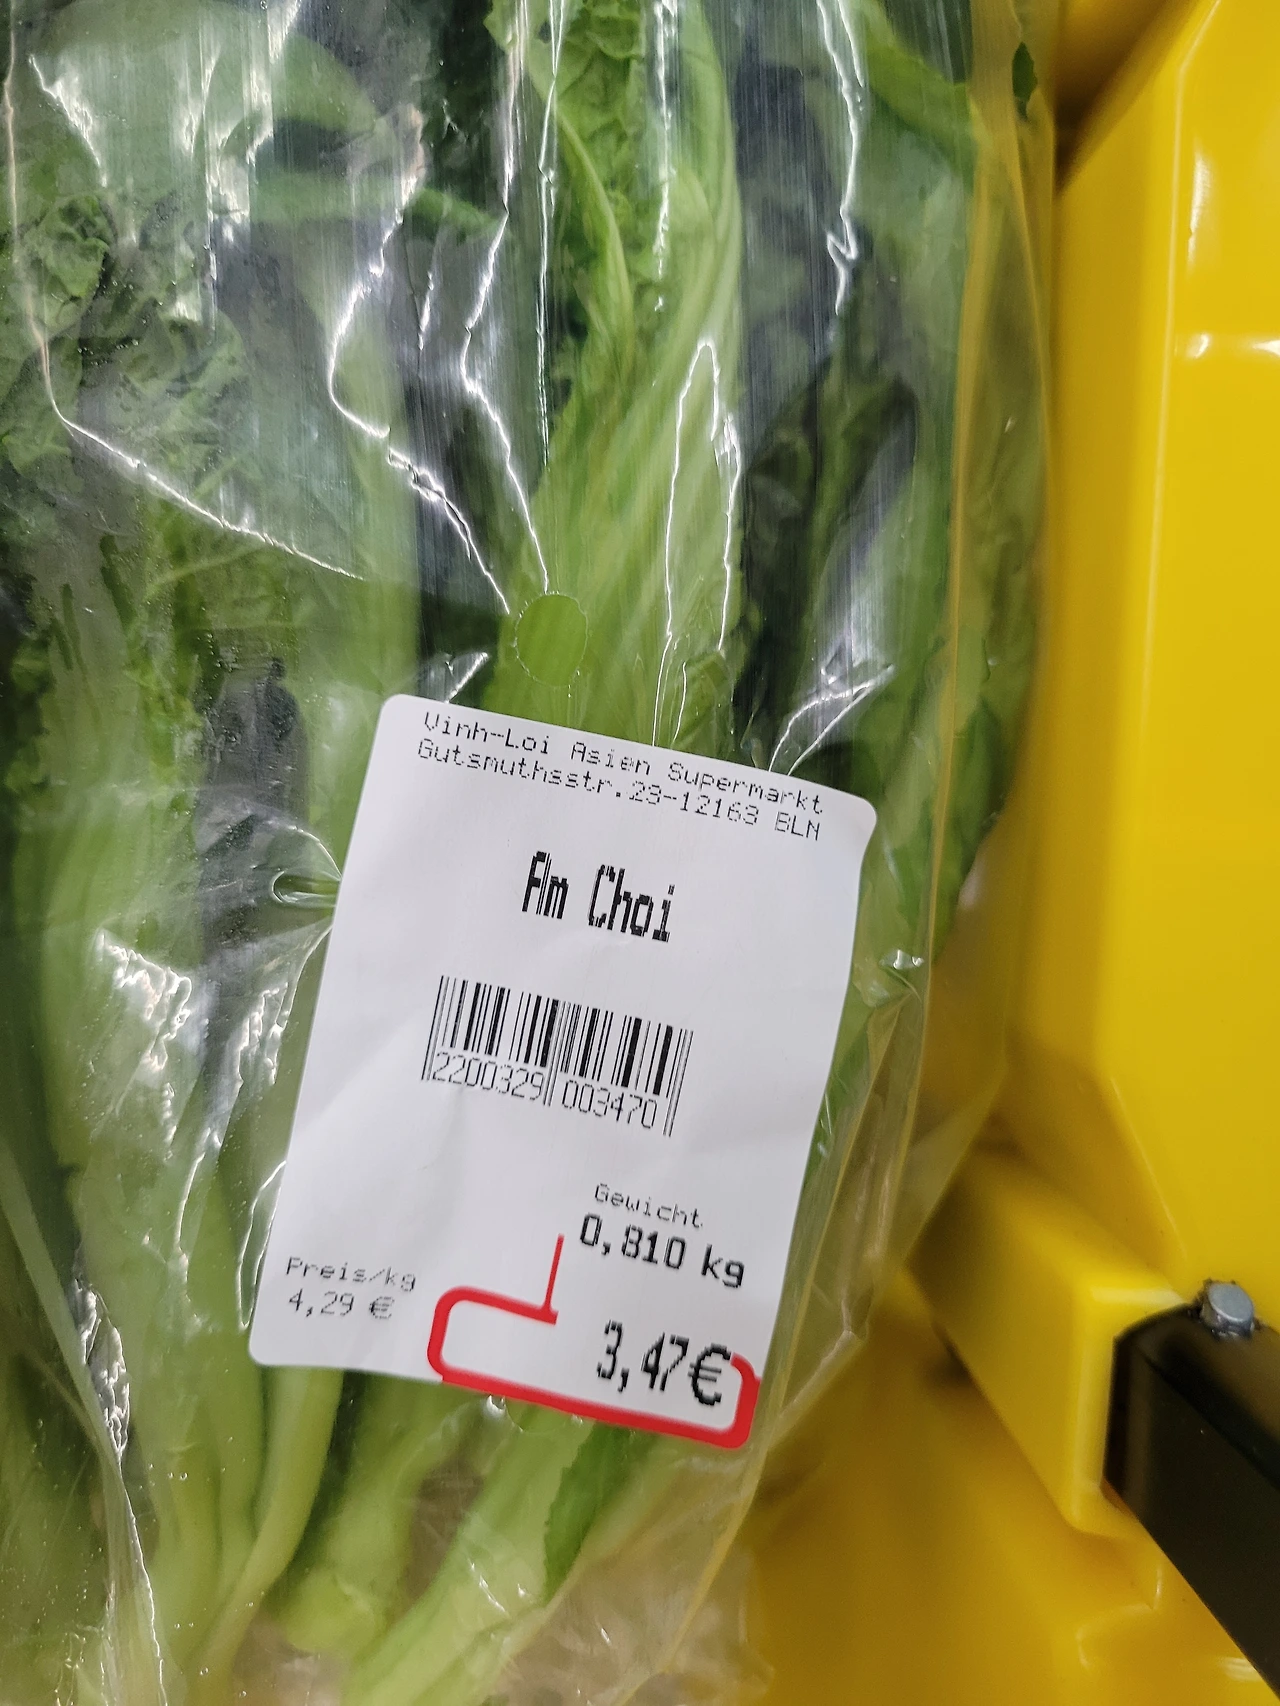 Vinh-Loi Asien Supermarkt
Gutsmuthsstr.23-12163 BLN
Am Choi
2200329 003470
Gewicht
0,810 kg
Preis/kg
4,29 €
3,47€